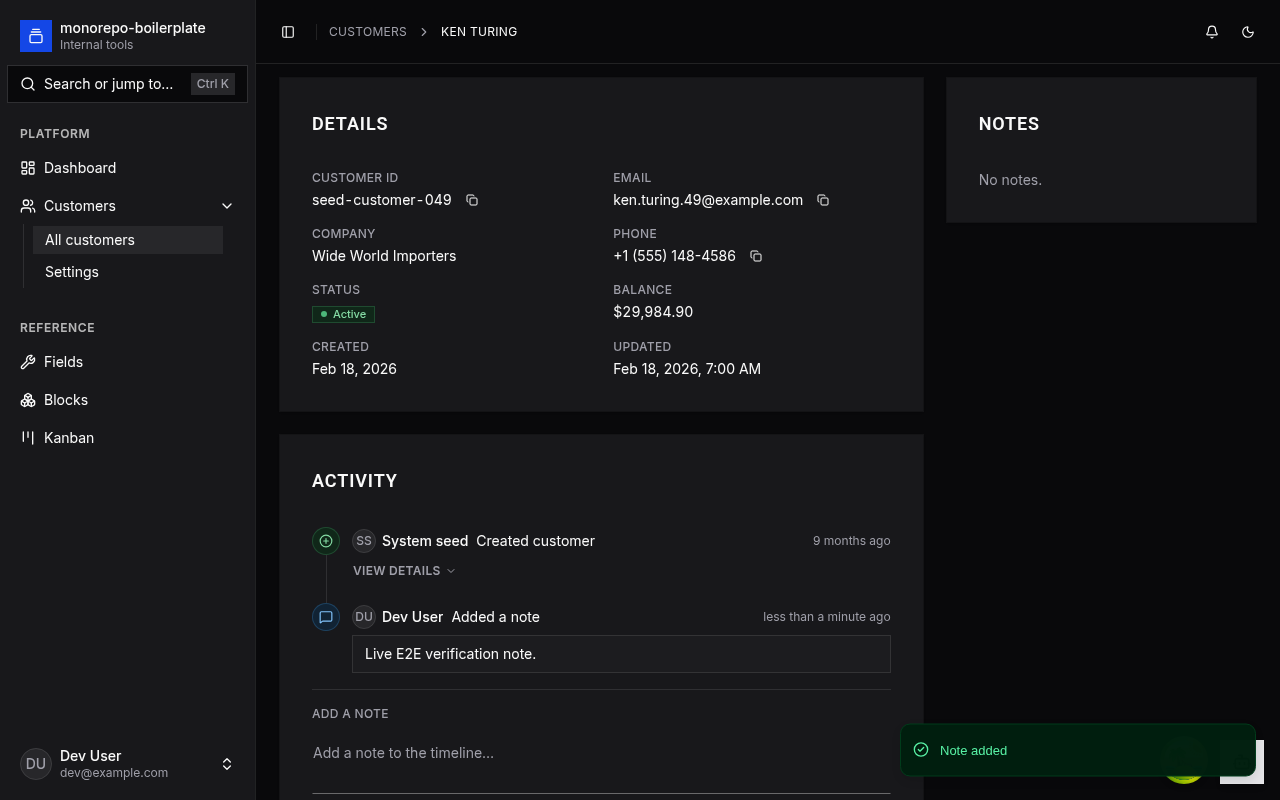 monorepo-boilerplate
Internal tools
Search or jump to...
Ctrl K
PLATFORM
Dashboard
Customers
All customers
Settings
REFERENCE
Fields
Blocks
Kanban
DU
Dev User
dev@example.com
CUSTOMERS
KEN TURING
DETAILS
CUSTOMER ID
seed-customer-049
EMAIL
ken.turing.49@example.com
COMPANY
Wide World Importers
PHONE
+1 (555) 148-4586
STATUS
Active
BALANCE
$29,984.90
CREATED
Feb 18, 2026
UPDATED
Feb 18, 2026, 7:00 AM
NOTES
No notes.
ACTIVITY
SS System seed Created customer 9 months ago
VIEW DETAILS
DU Dev User Added a note less than a minute ago
Live E2E verification note.
ADD A NOTE
Add a note to the timeline...
Note added